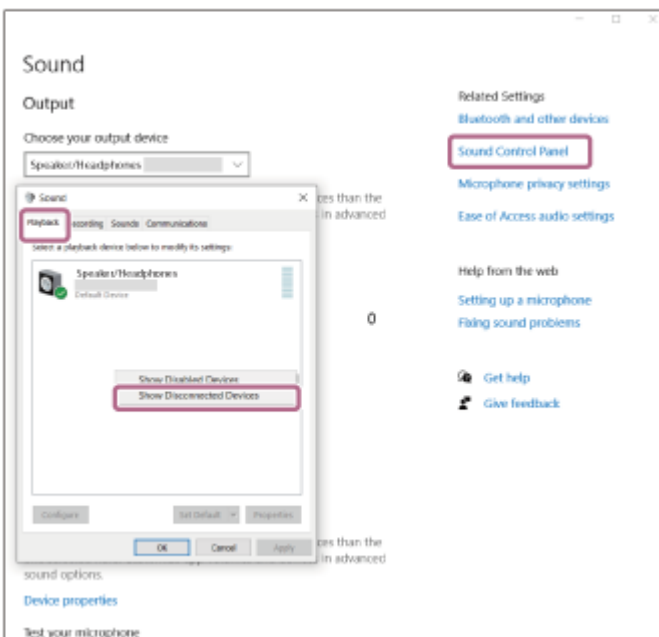 Sound
Output
Choose your output device
Speaker/Headphones
Sound
Playback
Recording Sounds Communications
Select a playback device below to modify its settings:
Speaker/Headphones
Default Device
Show Disabled Devices
Show Disconnected Devices
Configure
Set Default
Properties
OK
Cancel
Apply
ces than the
in advanced
0
ces than the
in advanced
sound options.
Device properties
Test your microphone
Related Settings
Bluetooth and other devices
Sound Control Panel
Microphone privacy settings
Ease of Access audio settings
Help from the web
Setting up a microphone
Fixing sound problems
Get help
Give feedback